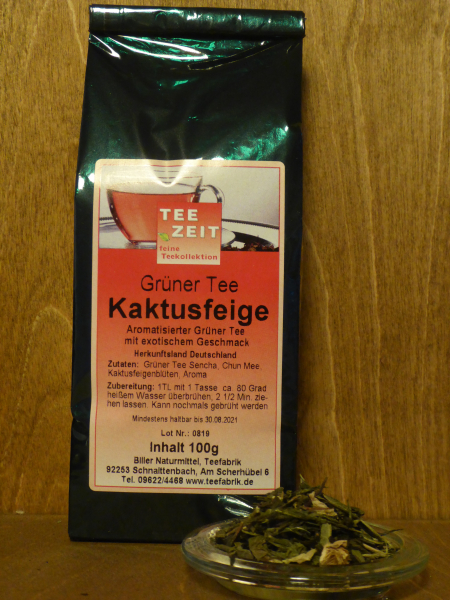 TEE
ZEIT
feine
Teekollektion
Grüner Tee
Kaktusfeige
Aromatisierter Grüner Tee
mit exotischem Geschmack
Herkunftsland Deutschland
Zutaten: Grüner Tee Sencha, Chun Mee,
Kaktusfeigenblüten, Aroma
Zubereitung: 1TL mit 1 Tasse ca. 80 Grad
heißem Wasser überbrühen, 2 1/2 Min. zie-
hen lassen. Kann nochmals gebrüht werden
Mindestens haltbar bis 30.08.2021
Lot Nr.: 0819
Inhalt 100g
Biller Naturmittel, Teefabrik
92253 Schnaittenbach, Am Scherhübel 6
Tel. 09622/4468 www.teefabrik.de